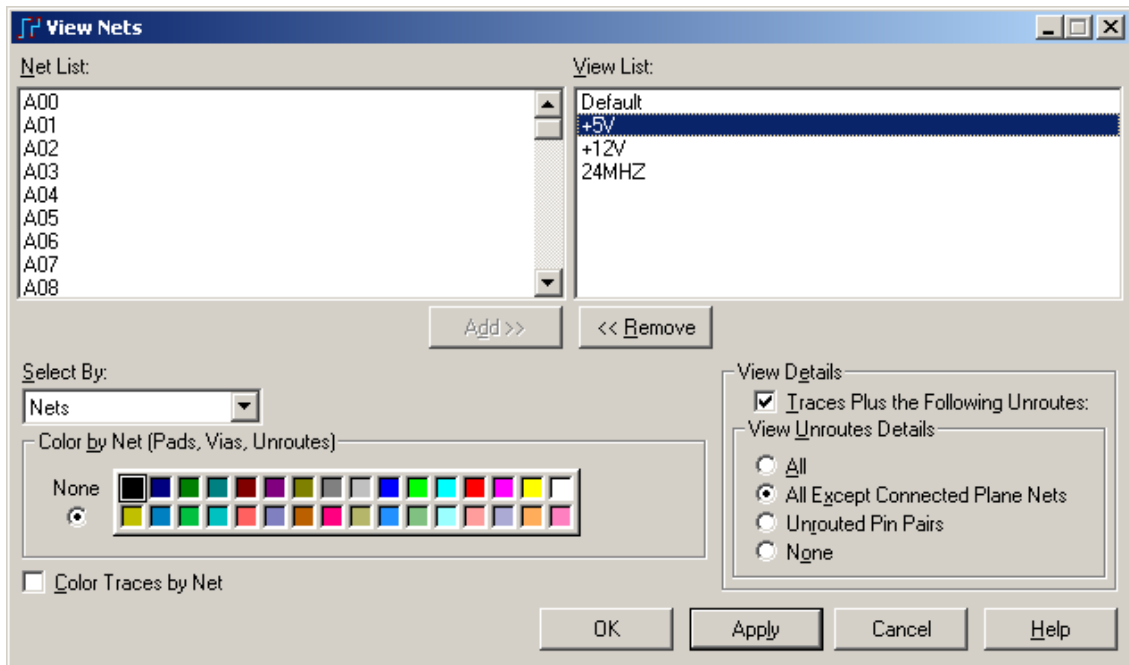 View Nets
Net List:
A00
A01
A02
A03
A04
A05
A06
A07
A08
View List:
Default
+5V
+12V
24MHZ
Add >>
<< Remove
Select By:
Nets
Color by Net (Pads, Vias, Unroutes)
None
Color Traces by Net
View Details
Traces Plus the Following Unroutes:
View Unroutes Details
All
All Except Connected Plane Nets
Unrouted Pin Pairs
None
OK
Apply
Cancel
Help